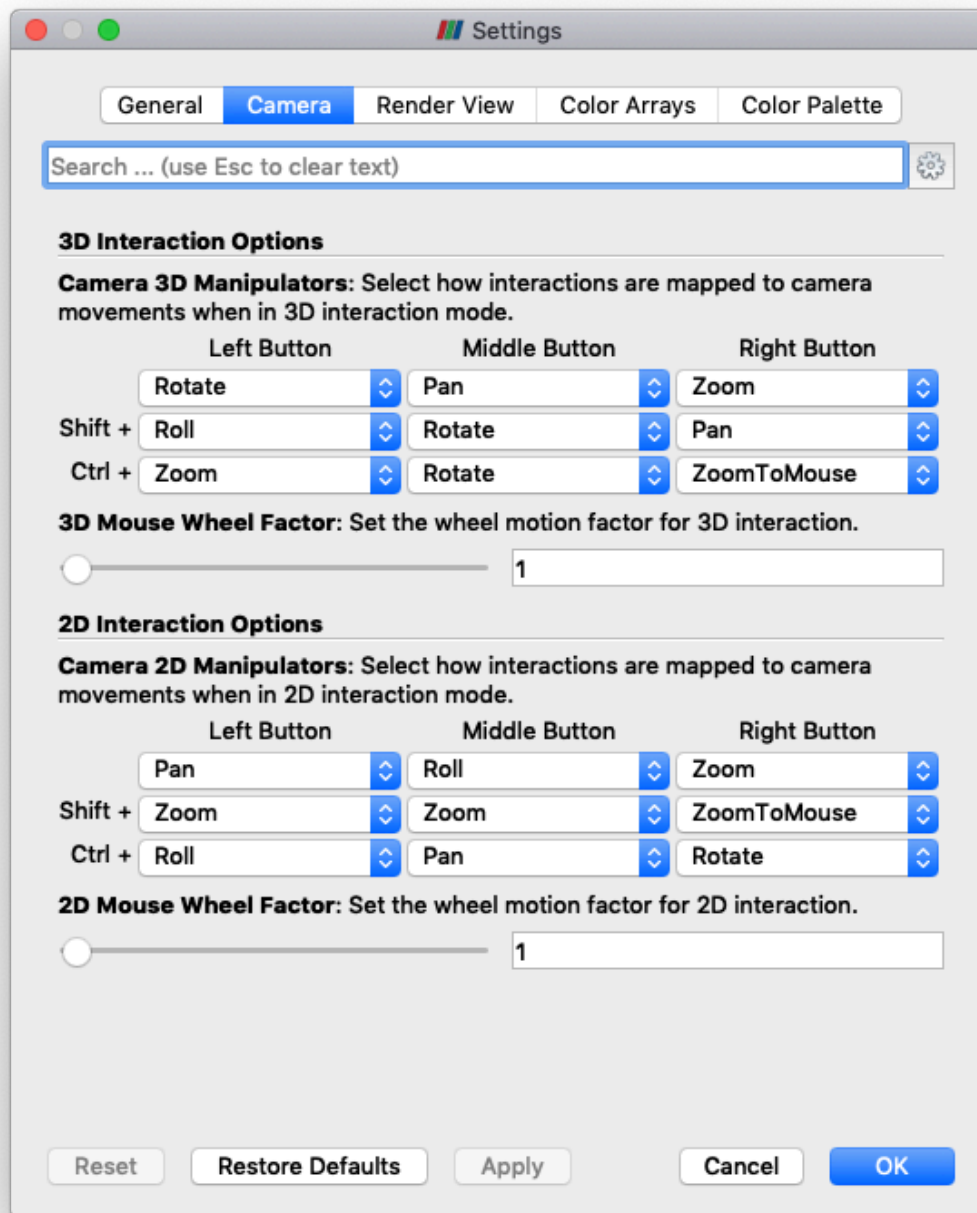 Settings
General Camera Render View Color Arrays Color Palette
Search ... (use Esc to clear text)
3D Interaction Options
Camera 3D Manipulators: Select how interactions are mapped to camera
movements when in 3D interaction mode.
Left Button Middle Button Right Button
Rotate Pan Zoom
Shift + Roll Rotate Pan
Ctrl + Zoom Rotate ZoomToMouse
3D Mouse Wheel Factor: Set the wheel motion factor for 3D interaction.
1
2D Interaction Options
Camera 2D Manipulators: Select how interactions are mapped to camera
movements when in 2D interaction mode.
Left Button Middle Button Right Button
Pan Roll Zoom
Shift + Zoom Zoom ZoomToMouse
Ctrl + Roll Pan Rotate
2D Mouse Wheel Factor: Set the wheel motion factor for 2D interaction.
1
Reset Restore Defaults Apply Cancel OK